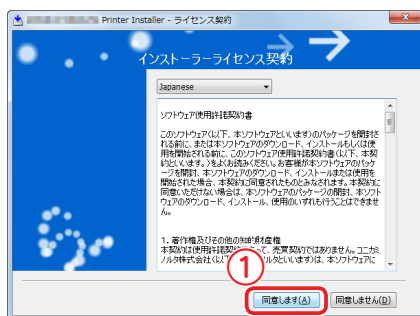 Printer Installer - ライセンス契約
インストーラーライセンス契約
Japanese
ソフトウェア使用許諾契約書
このソフトウェア(以下、本ソフトウェアといいます)のパッケージを開封さ
れる前に、または本ソフトウェアのダウンロード、インストールもしくは使
用を開始される前に、このソフトウェア使用許諾契約書(以下、本契
約といいます。)をよくお読みください。お客様が本ソフトウェアのパッケ
ージを開封、本ソフトウェアのダウンロード、インストールまたは使用を
開始された場合、本契約に同意されたものとみなされます。本契約に
同意いただけない場合は、本ソフトウェアのパッケージの開封、本ソフト
ウェアのダウンロード、インストール、使用のいずれも行うことはできませ
ん。
1. 著作権及びその他の知的財産権
本契約は使用許諾契約であって、売買契約ではありません。コニカミ
ノルタ株式会社(以下 ルタといいます)は、本ソフトウェアに
1
同意します(A)
同意しません(D)